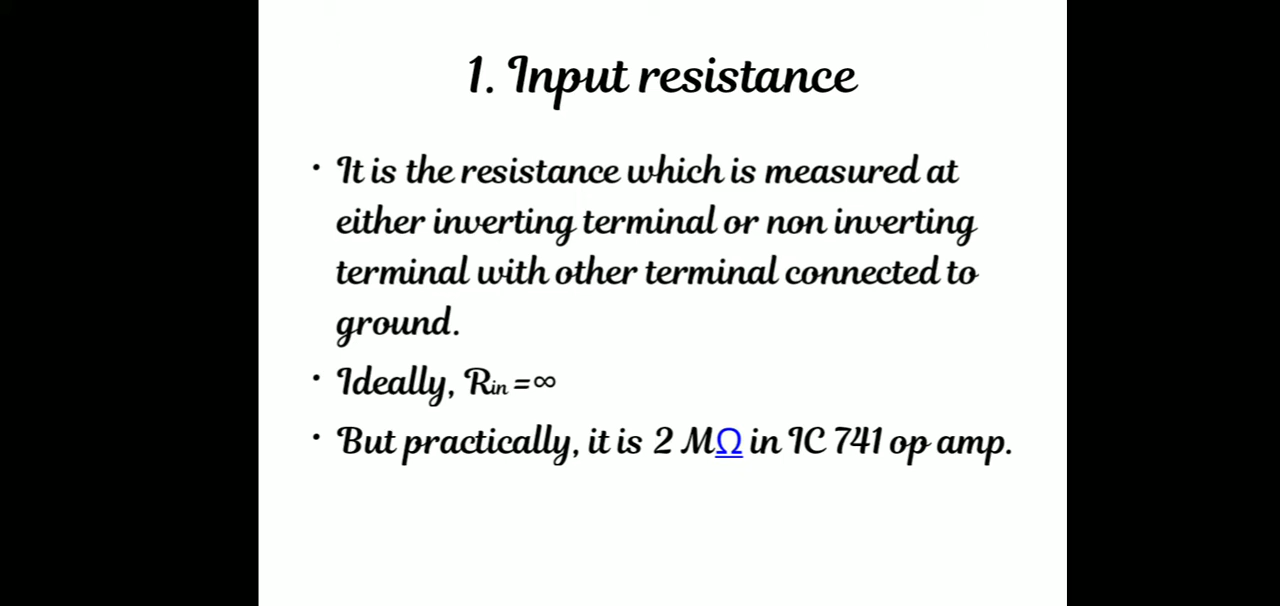 1. Input resistance
• It is the resistance which is measured at
either inverting terminal or non inverting
terminal with other terminal connected to
ground.
• Ideally, Rin =∞
• But practically, it is 2 MΩ in IC 741 op amp.